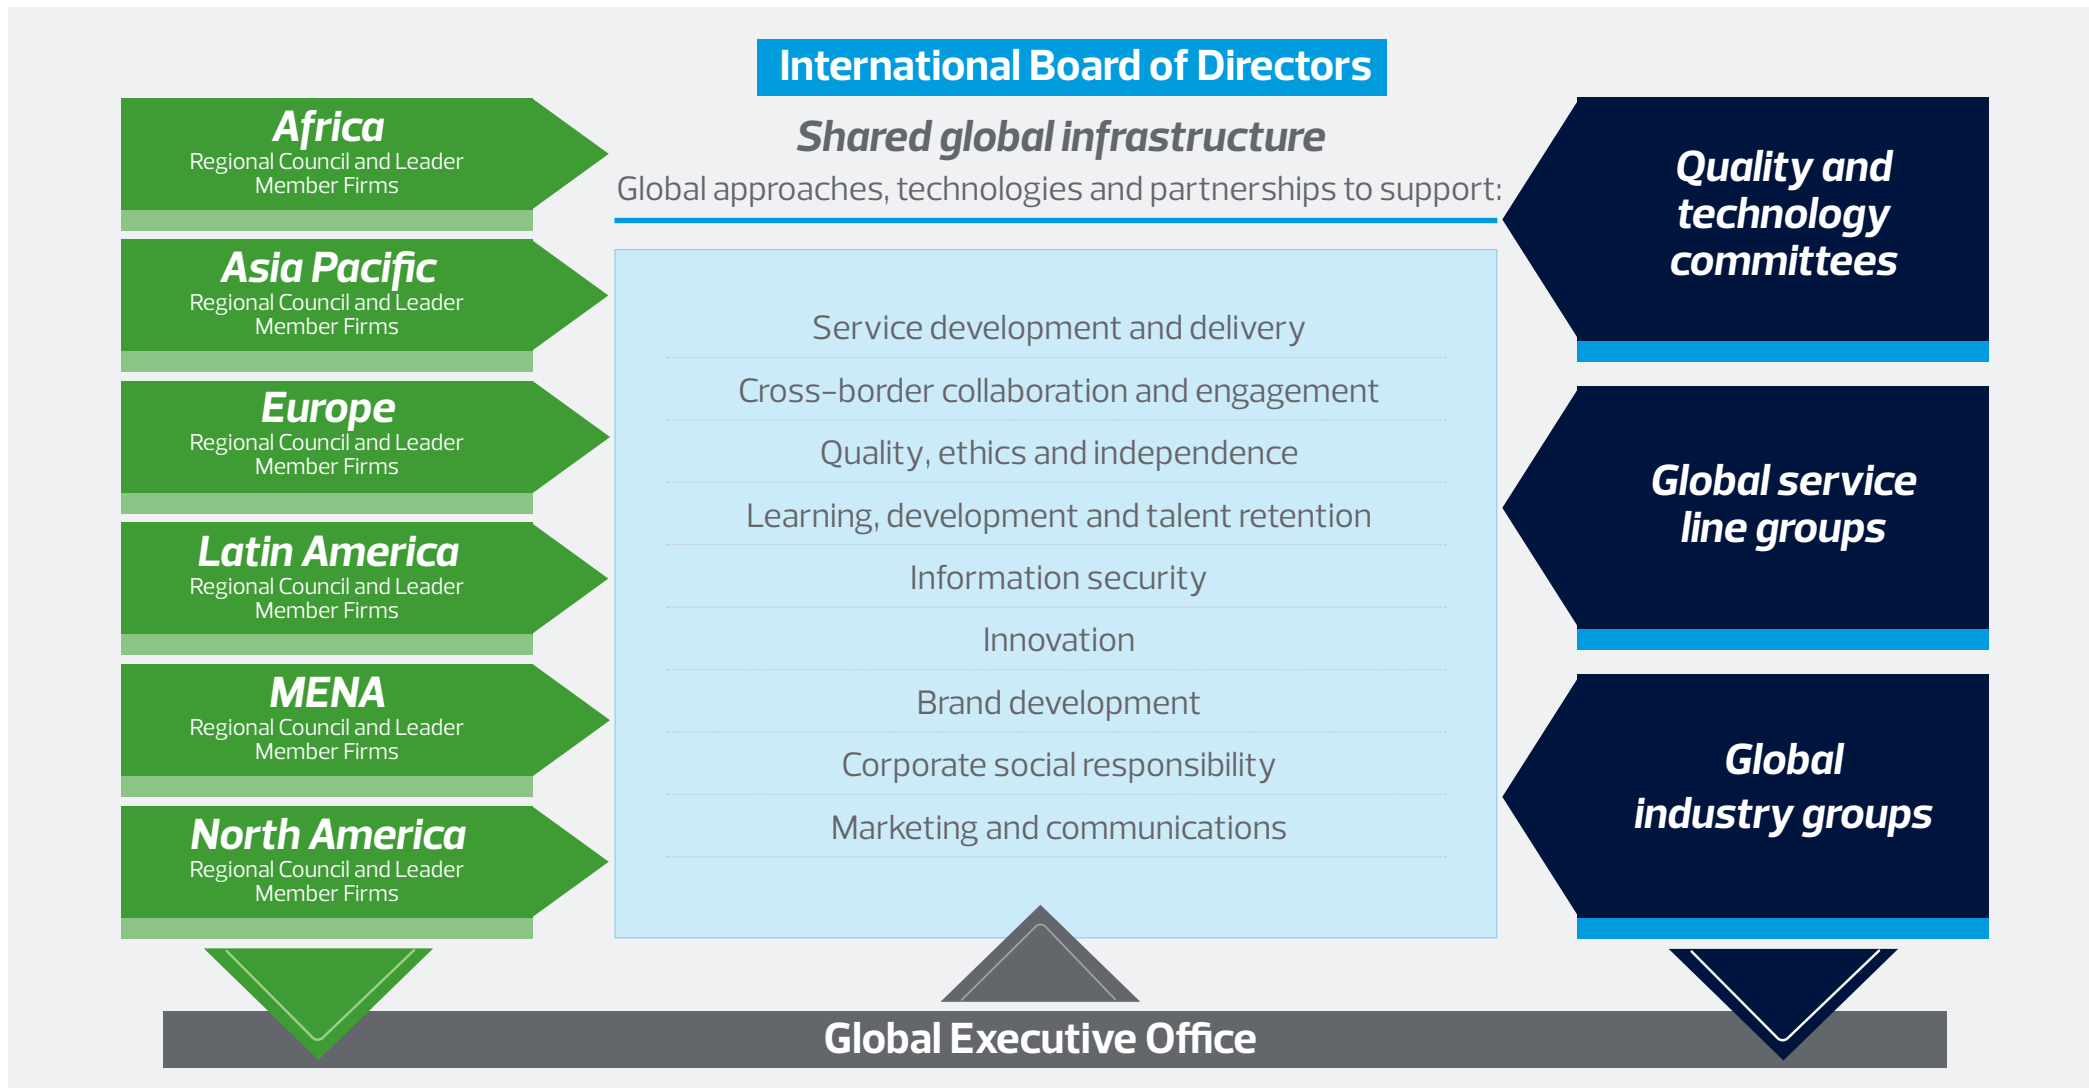 International Board of Directors
Shared global infrastructure
Global approaches, technologies and partnerships to support:
Africa
Regional Council and Leader
Member Firms
Asia Pacific
Regional Council and Leader
Member Firms
Europe
Regional Council and Leader
Member Firms
Latin America
Regional Council and Leader
Member Firms
MENA
Regional Council and Leader
Member Firms
North America
Regional Council and Leader
Member Firms
Service development and delivery
Cross-border collaboration and engagement
Quality, ethics and independence
Learning, development and talent retention
Information security
Innovation
Brand development
Corporate social responsibility
Marketing and communications
Quality and
technology
committees
Global service
line groups
Global
industry groups
Global Executive Office